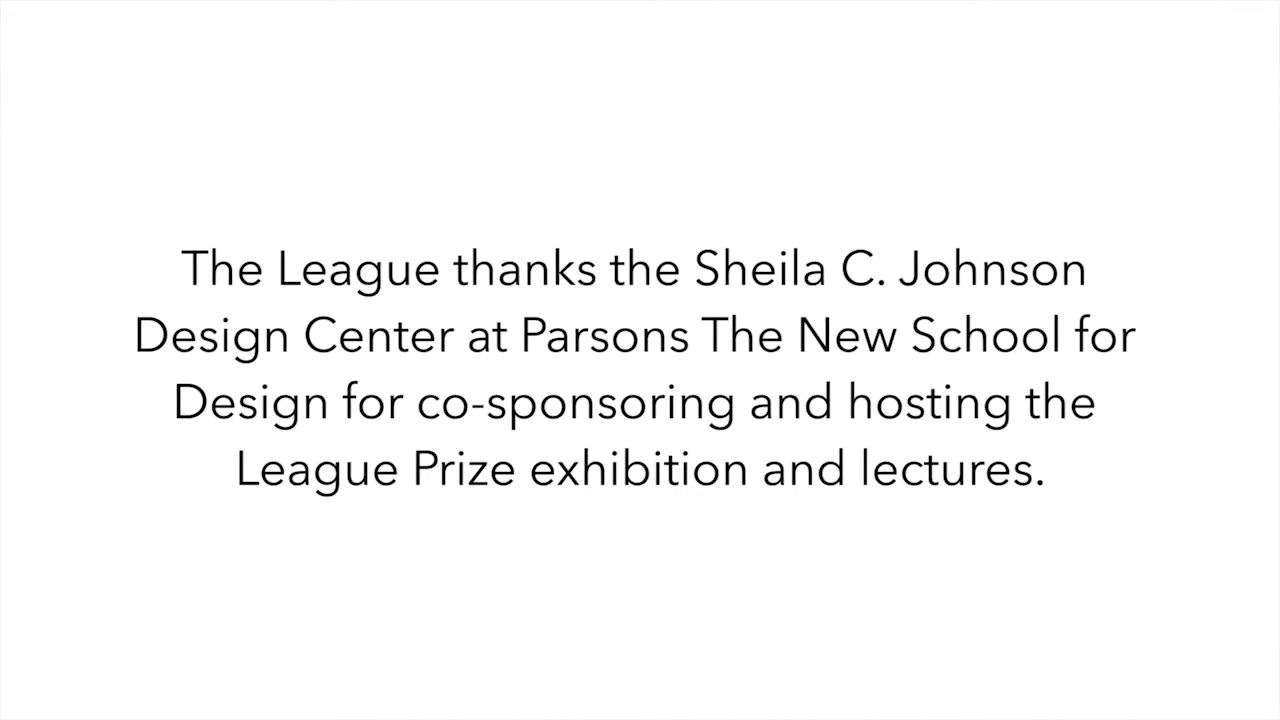 The League thanks the Sheila C. Johnson
Design Center at Parsons The New School for
Design for co-sponsoring and hosting the
League Prize exhibition and lectures.